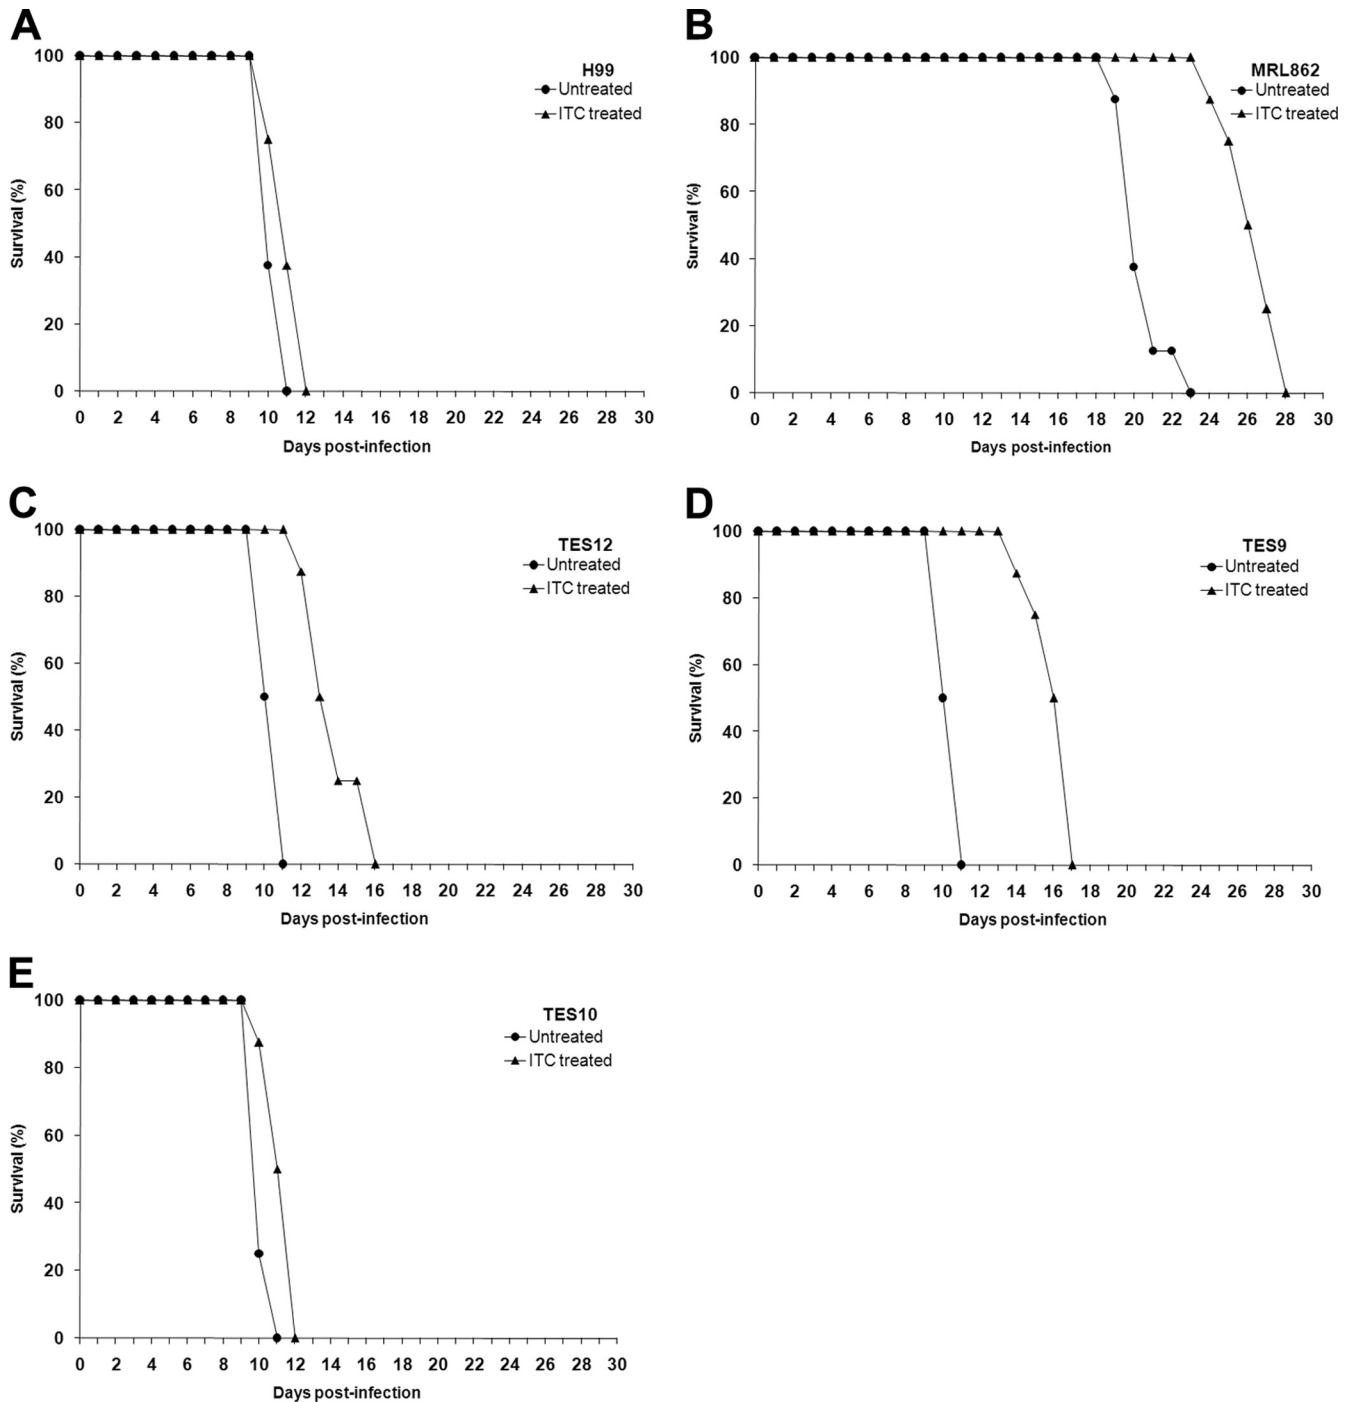 A
H99
Untreated
ITC treated
100
80
60
40
20
0
Survival (%)
0 2 4 6 8 10 12 14 16 18 20 22 24 26 28 30
Days post-infection
B
MRL862
Untreated
ITC treated
100
80
60
40
20
0
Survival (%)
0 2 4 6 8 10 12 14 16 18 20 22 24 26 28 30
Days post-infection
C
TES12
Untreated
ITC treated
100
80
60
40
20
0
Survival (%)
0 2 4 6 8 10 12 14 16 18 20 22 24 26 28 30
Days post-infection
D
TES9
Untreated
ITC treated
100
80
60
40
20
0
Survival (%)
0 2 4 6 8 10 12 14 16 18 20 22 24 26 28 30
Days post-infection
E
TES10
Untreated
ITC treated
100
80
60
40
20
0
Survival (%)
0 2 4 6 8 10 12 14 16 18 20 22 24 26 28 30
Days post-infection